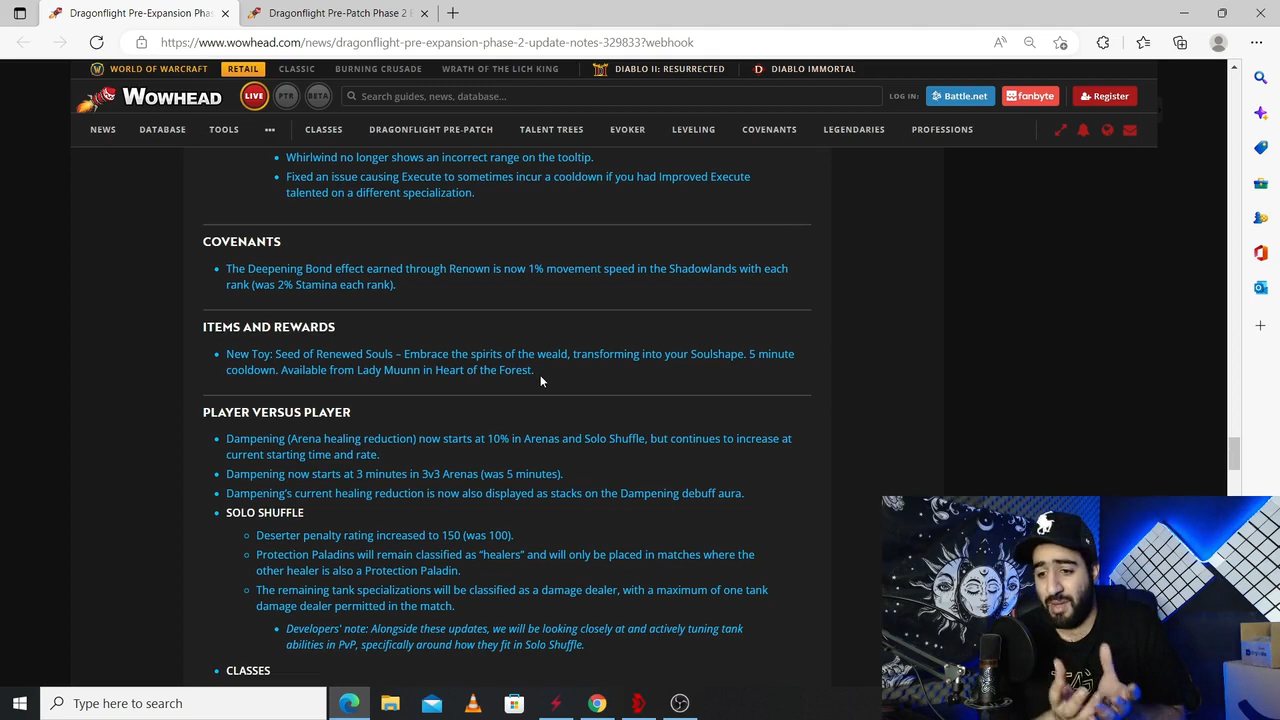 Dragonflight Pre-Expansion Pha
Dragonflight Pre-Patch Phase 2
https://www.wowhead.com/news/dragonflight-pre-expansion-phase-2-update-notes-329833?webhook
WORLD OF WARCRAFT RETAIL CLASSIC BURNING CRUSADE WRATH OF THE LICH KING DIABLO II: RESURRECTED DIABLO IMMORTAL
WOWHEAD LIVE PTR BETA Search guides, news, database... LOG IN: Battle.net fanbyte Register
NEWS DATABASE TOOLS ••• CLASSES DRAGONFLIGHT PRE-PATCH TALENT TREES EVOKER LEVELING COVENANTS LEGENDARIES PROFESSIONS
Whirlwind no longer shows an incorrect range on the tooltip.
Fixed an issue causing Execute to sometimes incur a cooldown if you had Improved Execute
talented on a different specialization.
COVENANTS
The Deepening Bond effect earned through Renown is now 1% movement speed in the Shadowlands with each
rank (was 2% Stamina each rank).
ITEMS AND REWARDS
New Toy: Seed of Renewed Souls – Embrace the spirits of the weald, transforming into your Soulshape. 5 minute
cooldown. Available from Lady Muunn in Heart of the Forest.
PLAYER VERSUS PLAYER
Dampening (Arena healing reduction) now starts at 10% in Arenas and Solo Shuffle, but continues to increase at
current starting time and rate.
Dampening now starts at 3 minutes in 3v3 Arenas (was 5 minutes).
Dampening's current healing reduction is now also displayed as stacks on the Dampening debuff aura.
SOLO SHUFFLE
Deserter penalty rating increased to 150 (was 100).
Protection Paladins will remain classified as “healers” and will only be placed in matches where the
other healer is also a Protection Paladin.
The remaining tank specializations will be classified as a damage dealer, with a maximum of one tank
damage dealer permitted in the match.
Developers' note: Alongside these updates, we will be looking closely at and actively tuning tank
abilities in PvP, specifically around how they fit in Solo Shuffle.
CLASSES
Type here to search